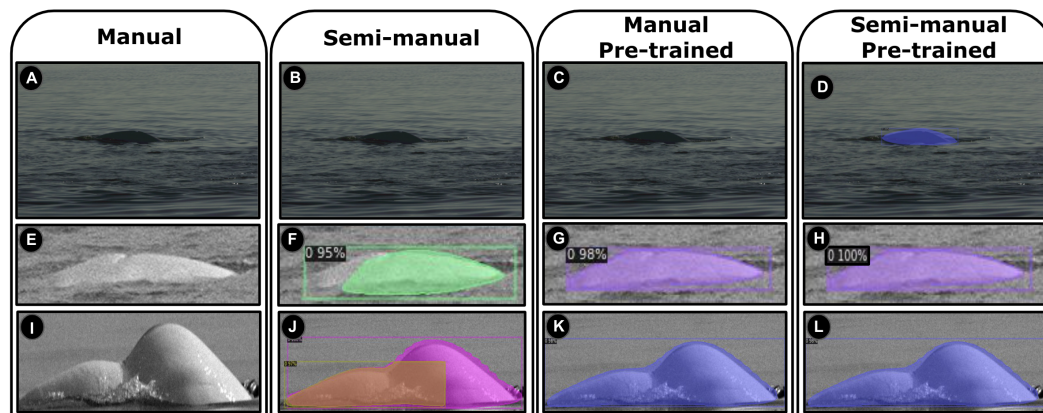 Manual
Semi-manual
Manual
Pre-trained
Semi-manual
Pre-trained
A
B
C
D
E
F
0 95%
G
0 98%
H
0 100%
I
J
K
L